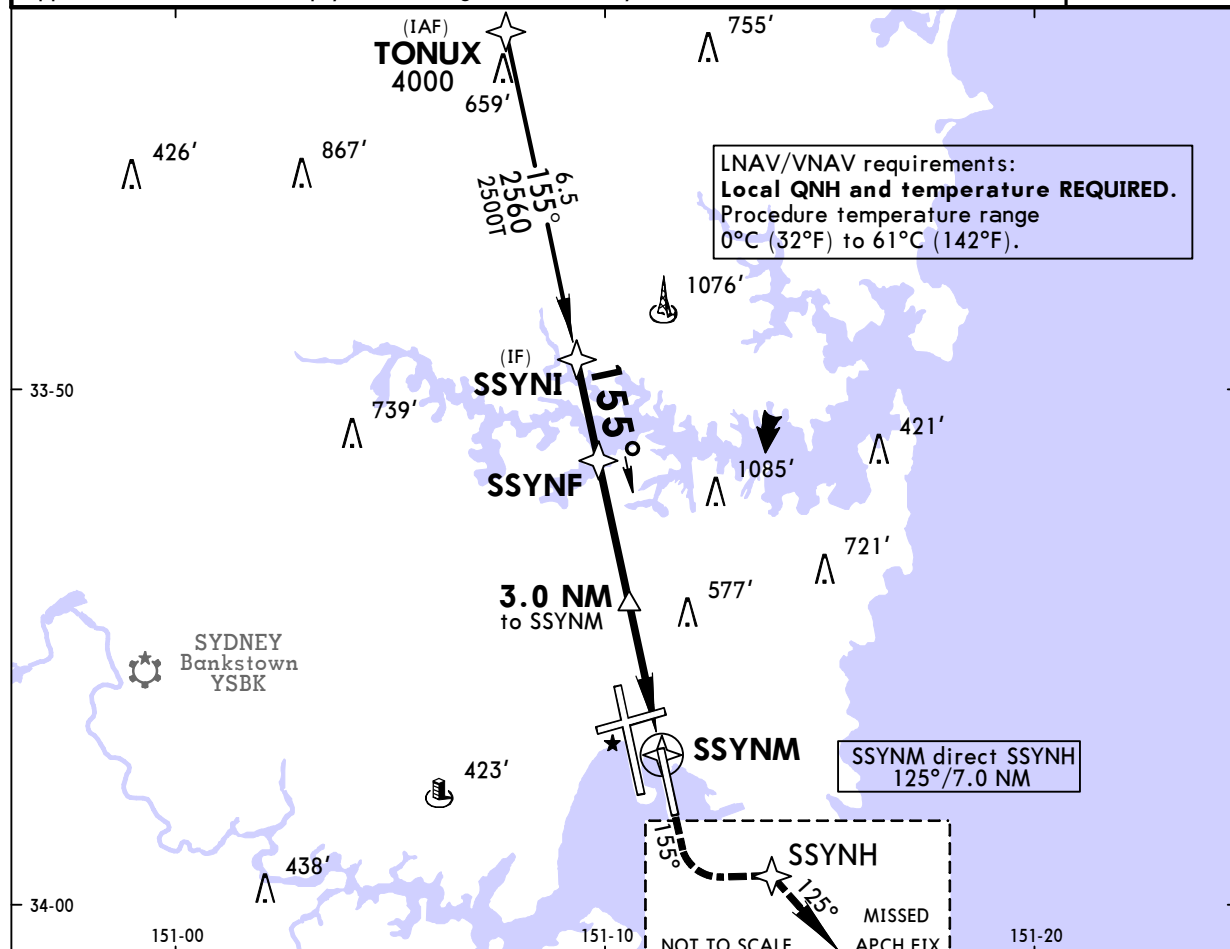 (IAF)
TONUX
4000
659'
755'
426'
867'
LNAV/VNAV requirements:
Local QNH and temperature REQUIRED.
Procedure temperature range
0°C (32°F) to 61°C (142°F).
6.5
155°
2560
2500T
1076'
(IF)
SSYNI
33-50
155°
739'
421'
1085'
SSYNF
721'
577'
3.0 NM
to SSYNM
SYDNEY
Bankstown
YSBK
SSYNM
SSYNM direct SSYNH
125°/7.0 NM
423'
155°
SSYNH
125°
438'
34-00
MISSED
APCH FIX
NOT TO SCALE
151-00
151-10
151-20